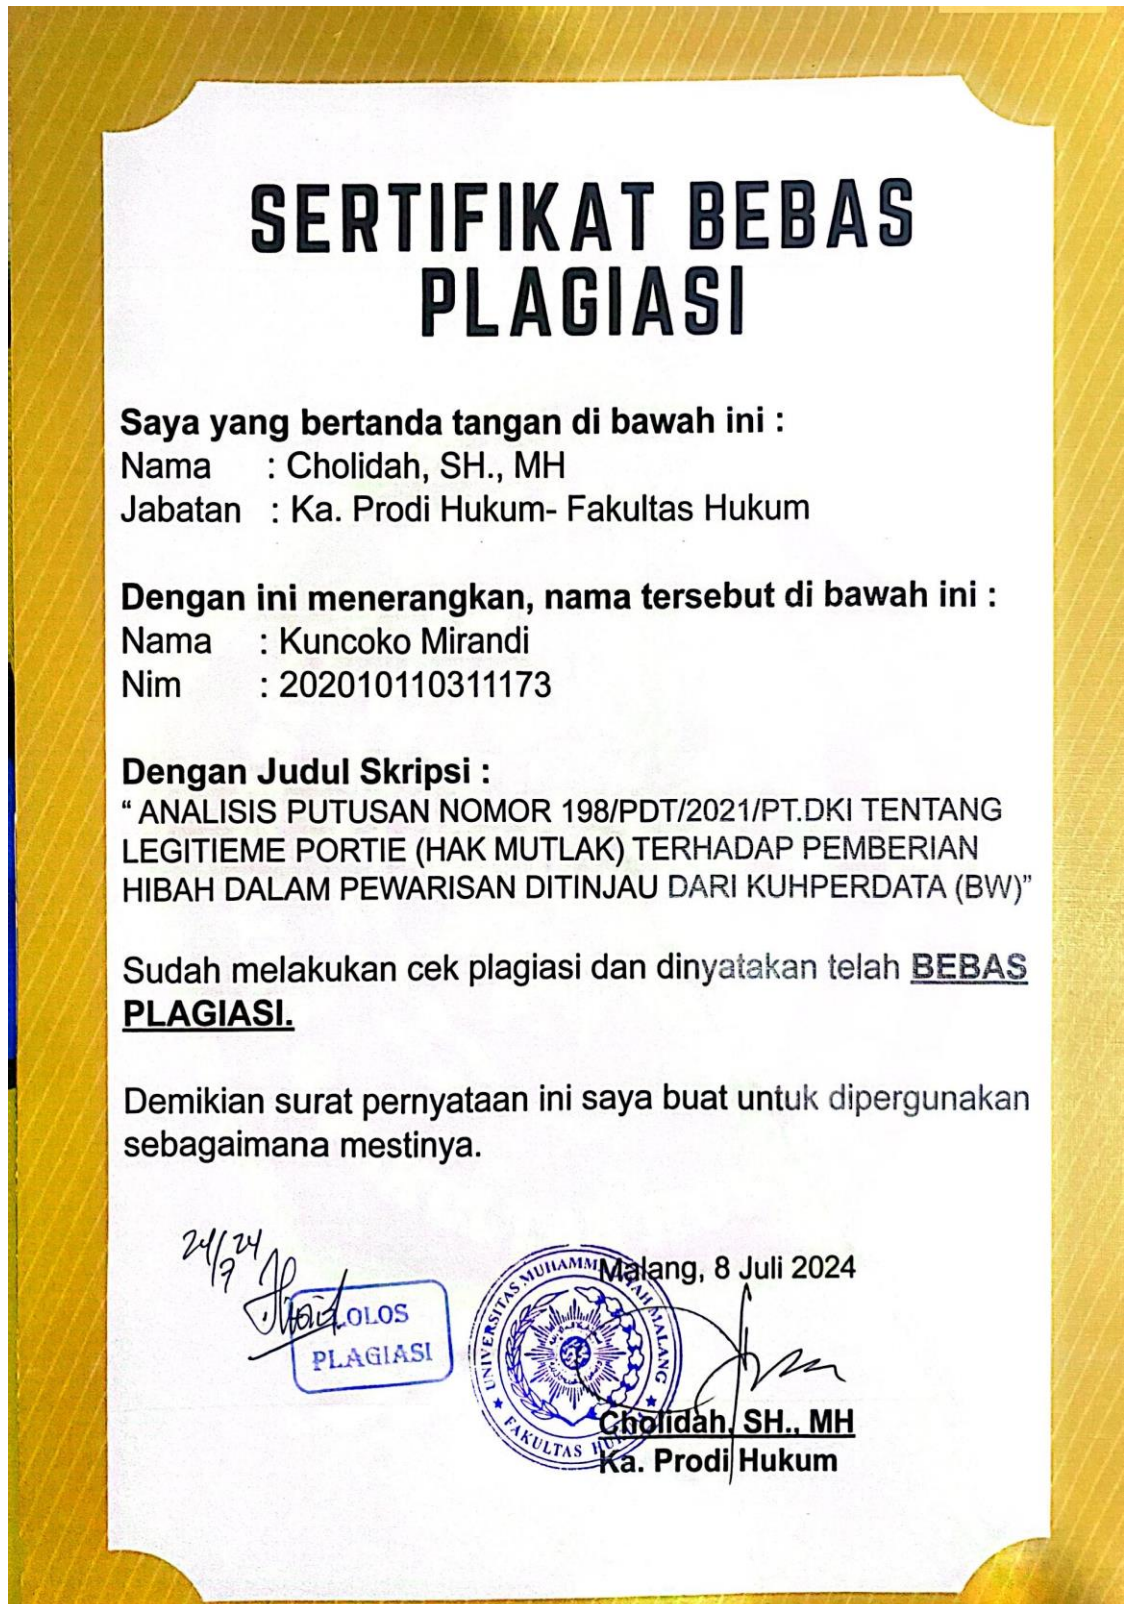 SERTIFIKAT BEBAS
PLAGIASI
Saya yang bertanda tangan di bawah ini :
Nama : Cholidah, SH., MH
Jabatan : Ka. Prodi Hukum- Fakultas Hukum
Dengan ini menerangkan, nama tersebut di bawah ini :
Nama : Kuncoko Mirandi
Nim : 202010110311173
Dengan Judul Skripsi :
“ ANALISIS PUTUSAN NOMOR 198/PDT/2021/PT.DKI TENTANG
LEGITIEME PORTIE (HAK MUTLAK) TERHADAP PEMBERIAN
HIBAH DALAM PEWARISAN DITINJAU DARI KUHPERDATA (BW)”
Sudah melakukan cek plagiasi dan dinyatakan telah BEBAS
PLAGIASI.
Demikian surat pernyataan ini saya buat untuk dipergunakan
sebagaimana mestinya.
24/7 24
LOLOS
PLAGIASI
UNIVERSITAS MUHAMMADIYAH MALANG
FAKULTAS HUKUM
Malang, 8 Juli 2024
Cholidah, SH., MH
Ka. Prodi Hukum